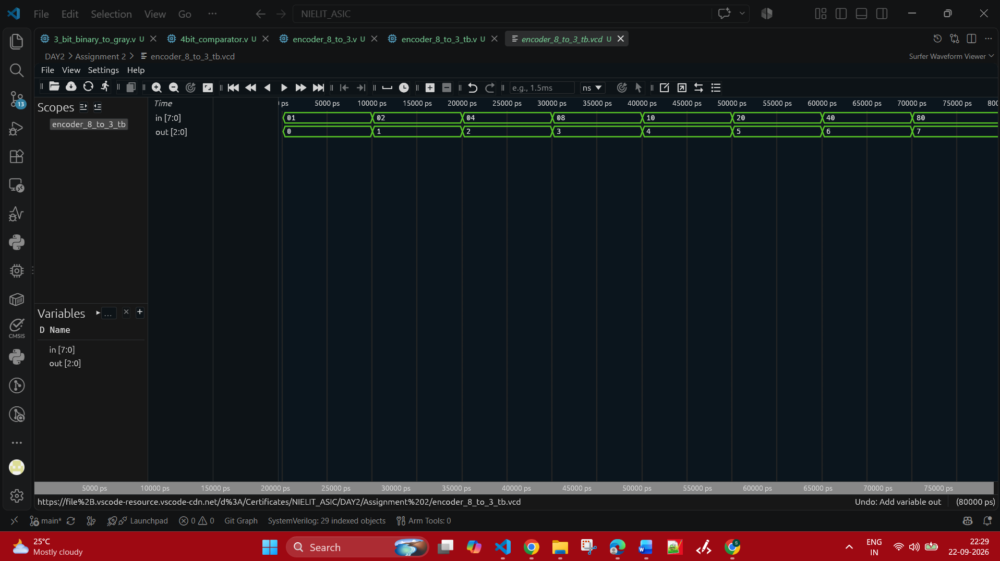 File Edit Selection View Go ··· NIELIT_ASIC
3_bit_binary_to_gray.v U 4bit_comparator.v U encoder_8_to_3.v U encoder_8_to_3_tb.v U encoder_8_to_3_tb.vcd U
DAY2 > Assignment 2 > encoder_8_to_3_tb.vcd Surfer Waveform Viewer
File View Settings Help
e.g., 1.5ms ns
Scopes Time ps 5000 ps 10000 ps 15000 ps 20000 ps 25000 ps 30000 ps 35000 ps 40000 ps 45000 ps 50000 ps 55000 ps 60000 ps 65000 ps 70000 ps 75000 ps 800
encoder_8_to_3_tb
in [7:0] 01 02 04 08 10 20 40 80
out [2:0] 0 1 2 3 4 5 6 7
Variables ...
D Name
in [7:0]
out [2:0]
13
CMSIS
5000 ps 10000 ps 15000 ps 20000 ps 25000 ps 30000 ps 35000 ps 40000 ps 45000 ps 50000 ps 55000 ps 60000 ps 65000 ps 70000 ps 75000 ps
https://file%2B.vscode-resource.vscode-cdn.net/d%3A/Certificates/NIELIT_ASIC/DAY2/Assignment%202/encoder_8_to_3_tb.vcd Undo: Add variable out (80000 ps)
main* Launchpad 0 0 Git Graph SystemVerilog: 29 indexed objects Arm Tools: 0
25°C
Mostly cloudy
Search
ENG
IN
22:29
22-09-2026